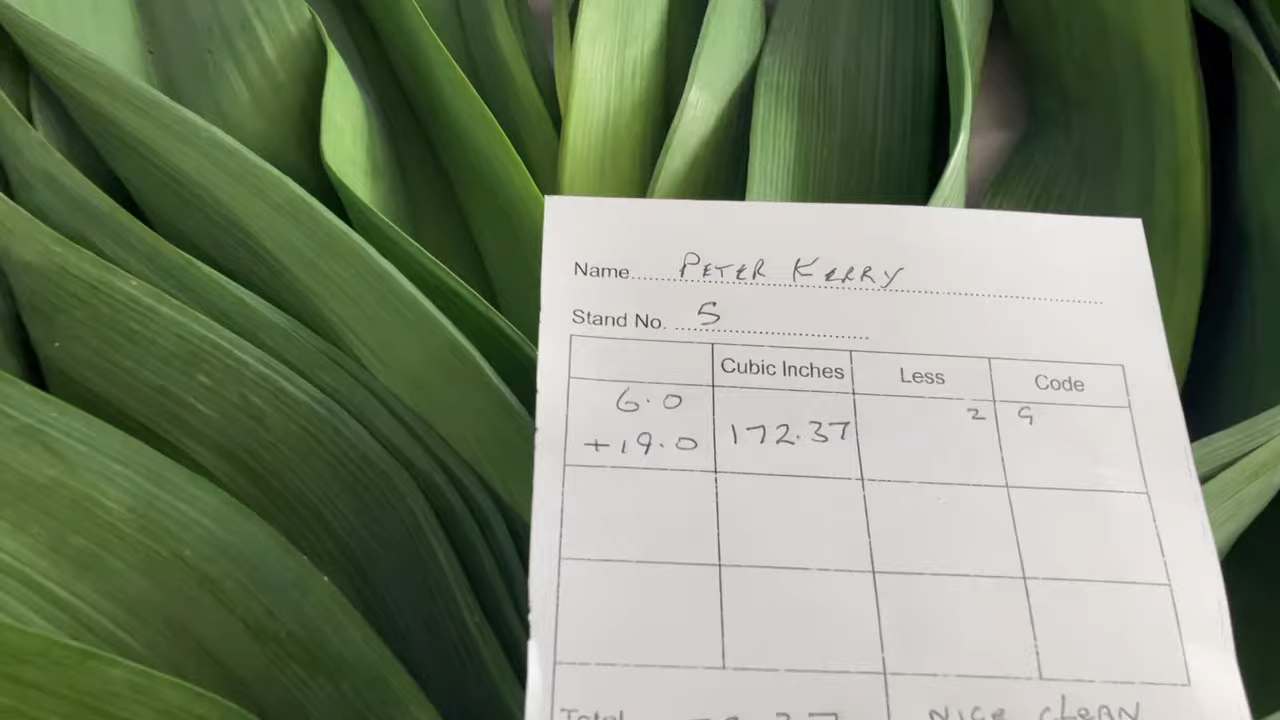 Name...... PETER KERRY
Stand No. .... 5
Cubic Inches Less Code
6.0
+19.0 172.37 2 9
Total NICE CLEAN